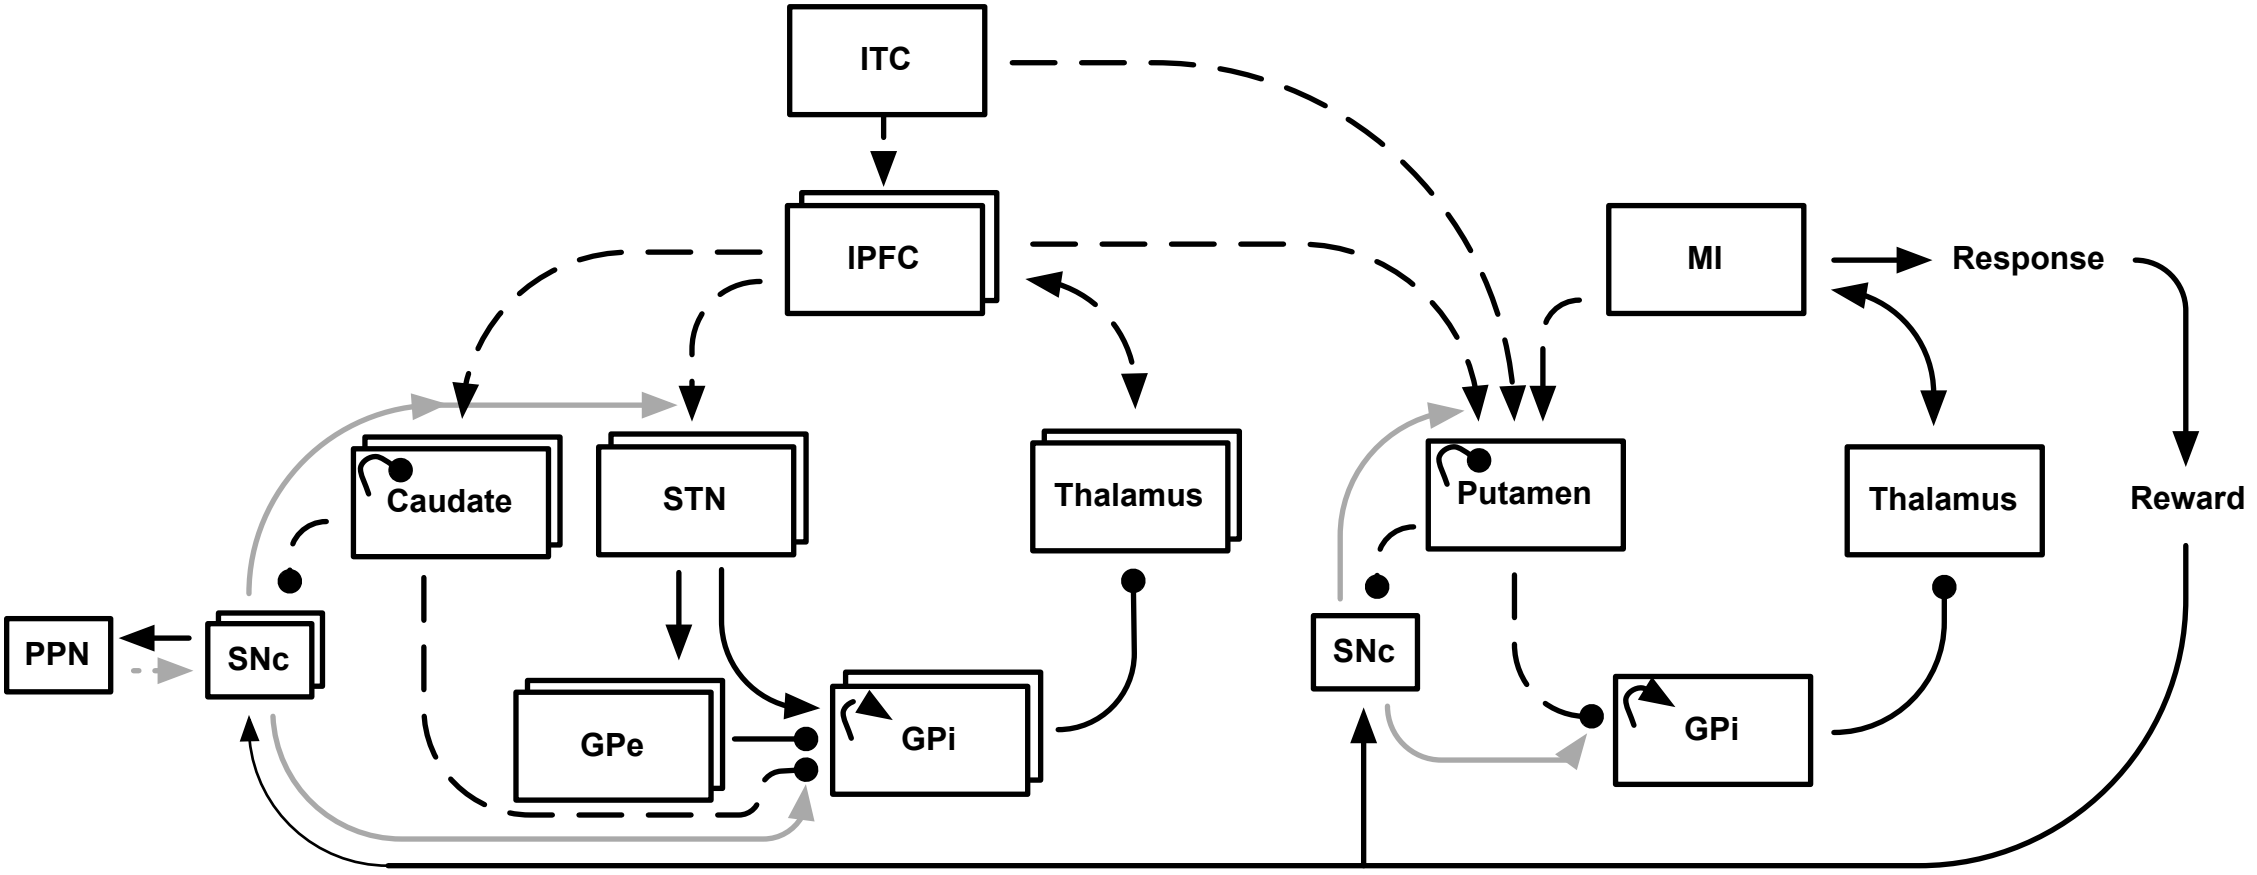 ITC
lPFC
MI
Response
Caudate
STN
Thalamus
Putamen
Thalamus
Reward
PPN
SNc
SNc
GPe
GPi
GPi